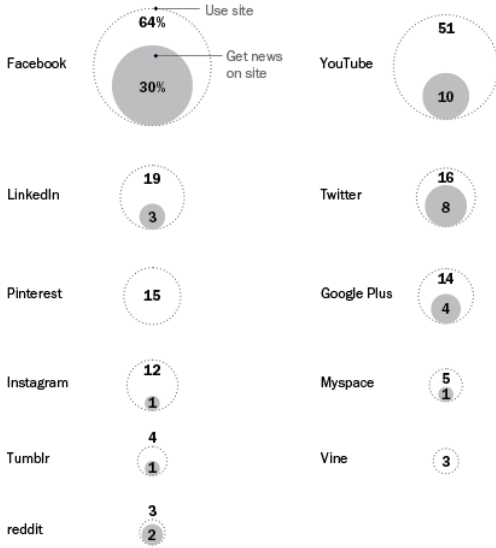 Use site
64%
Facebook
Get news
on site
30%
51
YouTube
10
19
LinkedIn
3
16
Twitter
8
Pinterest
15
14
Google Plus
4
12
Instagram
1
5
Myspace
1
4
Tumblr
1
Vine
3
3
reddit
2